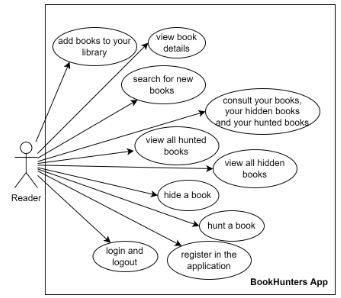 add books to your
library
view book
details
search for new
books
consult your books,
your hidden books
and your hunted books
view all hunted
books
view all hidden
books
Reader
hide a book
hunt a book
login and
logout
register in the
application
BookHunters App